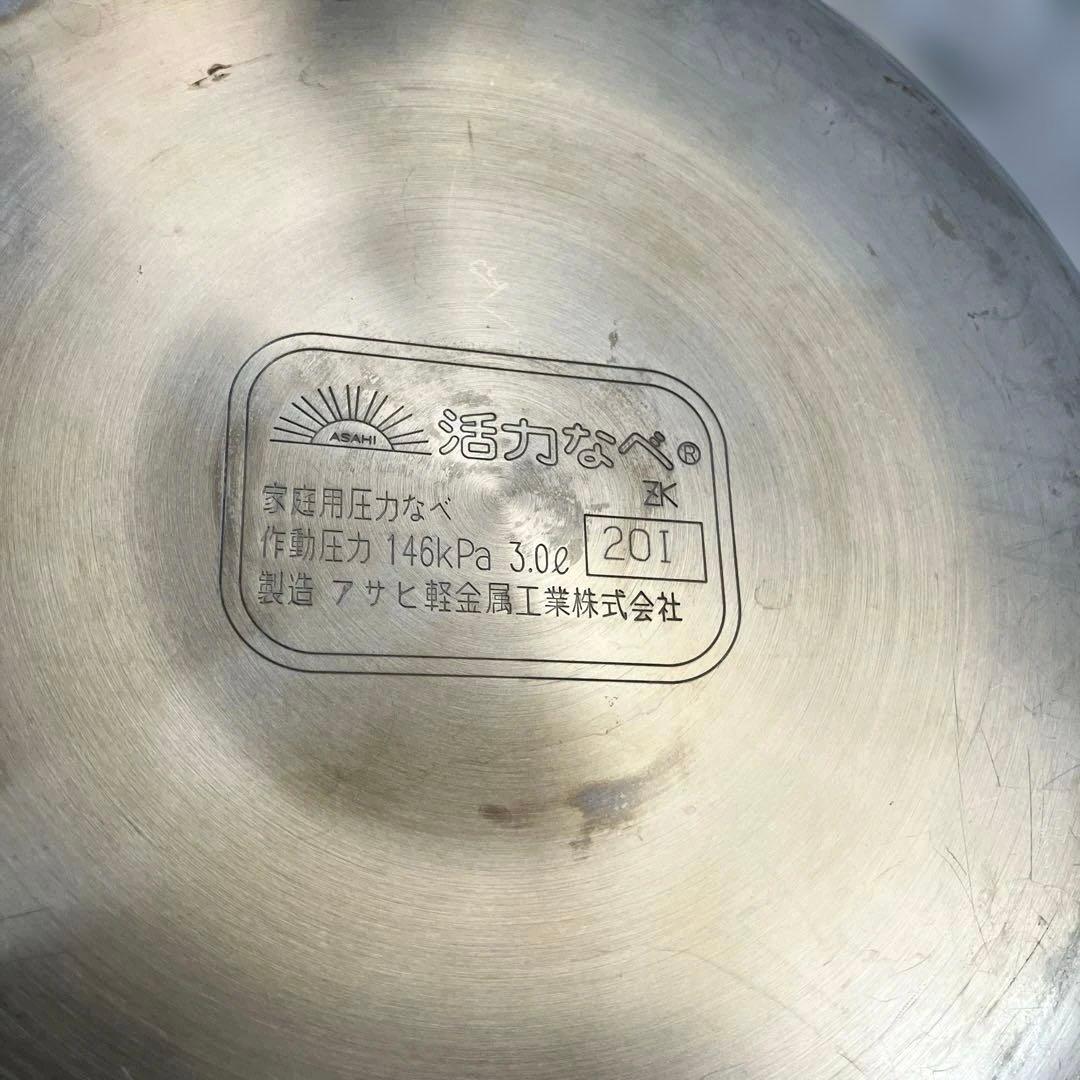 ASAHI 活力なべ®
ZK
家庭用圧力なべ
作動圧力 146kPa 3.0ℓ 20I
製造 アサヒ軽金属工業株式会社